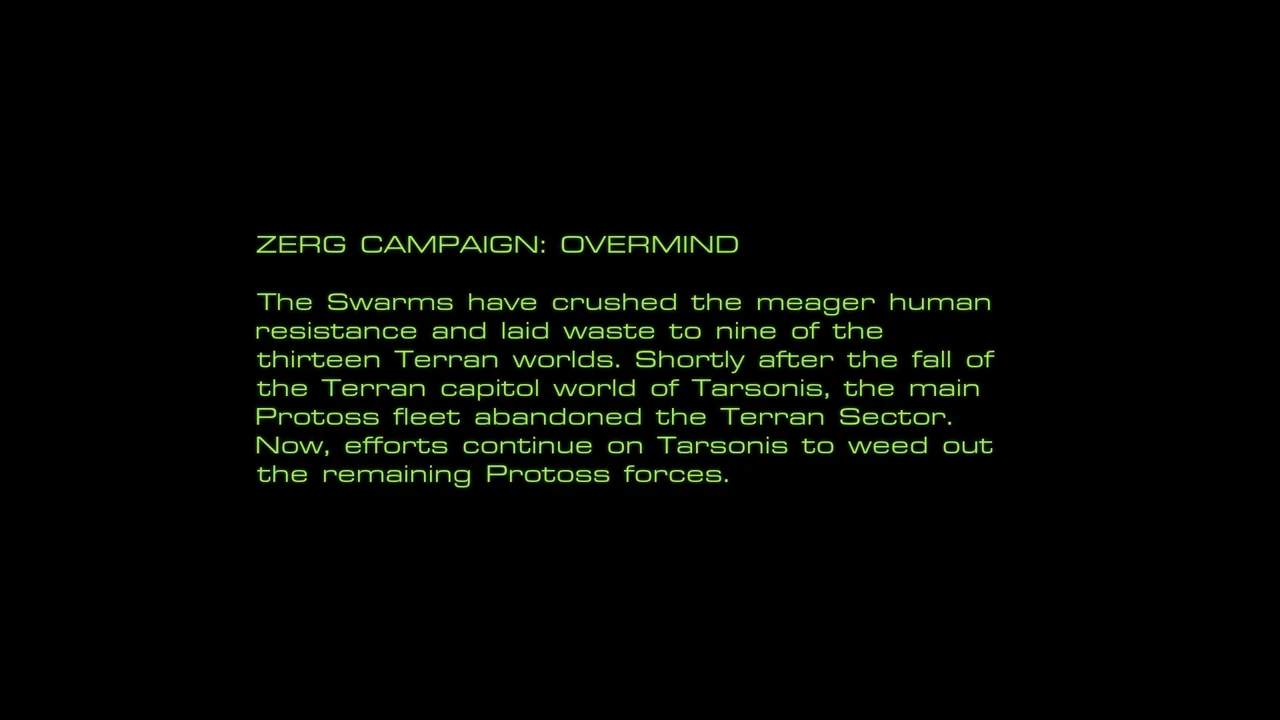 ZERG CAMPAIGN: OVERMIND
The Swarms have crushed the meager human
resistance and laid waste to nine of the
thirteen Terran worlds. Shortly after the fall of
the Terran capitol world of Tarsonis, the main
Protoss fleet abandoned the Terran Sector.
Now, efforts continue on Tarsonis to weed out
the remaining Protoss forces.